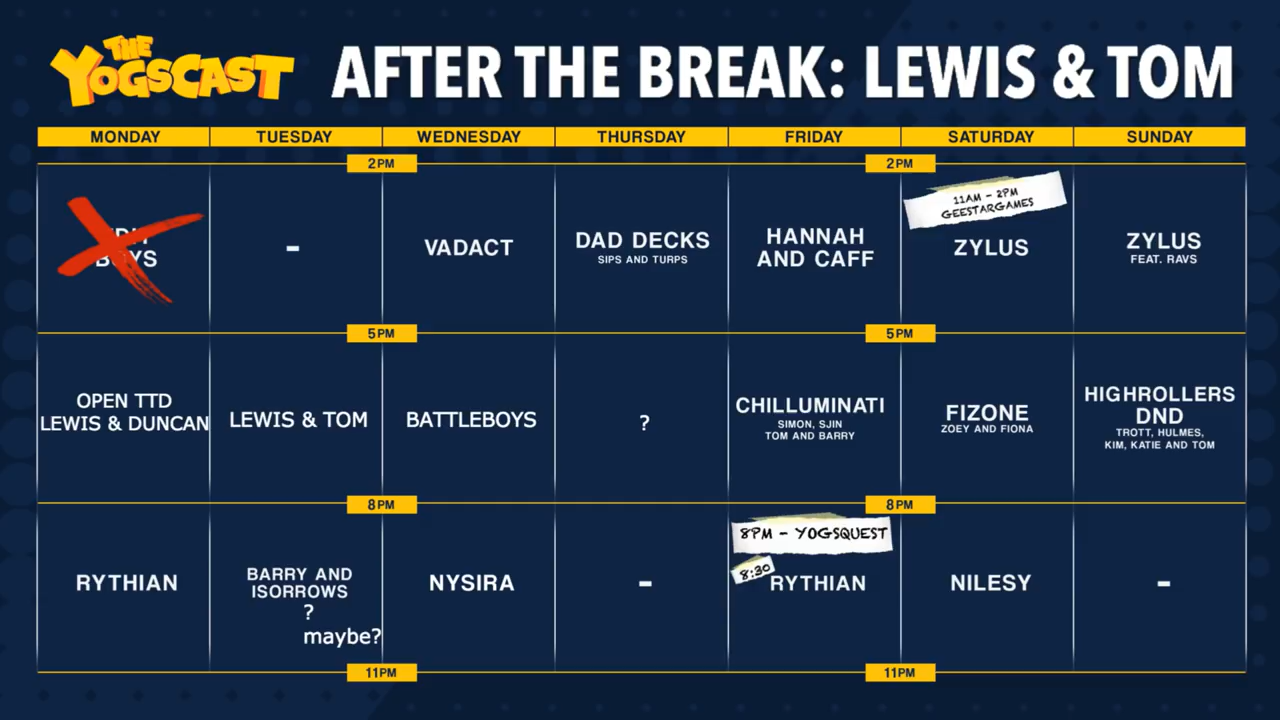 THE
YOGSCAST
AFTER THE BREAK: LEWIS & TOM
MONDAY TUESDAY WEDNESDAY THURSDAY FRIDAY SATURDAY SUNDAY
2PM 2PM
BOYS
-
VADACT
DAD DECKS
SIPS AND TURPS
HANNAH
AND CAFF
11AM - 2PM
GEESTARGAMES
ZYLUS
ZYLUS
FEAT. RAVS
5PM 5PM
OPEN TTD
LEWIS & DUNCAN
LEWIS & TOM
BATTLEBOYS
?
CHILLUMINATI
SIMON, SJIN
TOM AND BARRY
FIZONE
ZOEY AND FIONA
HIGHROLLERS
DND
TROTT, HULMES,
KIM, KATIE AND TOM
8PM 8PM
RYTHIAN
BARRY AND
ISORROWS
?
maybe?
NYSIRA
-
8PM - YOGSQUEST
8:30
RYTHIAN
NILESY
-
11PM 11PM